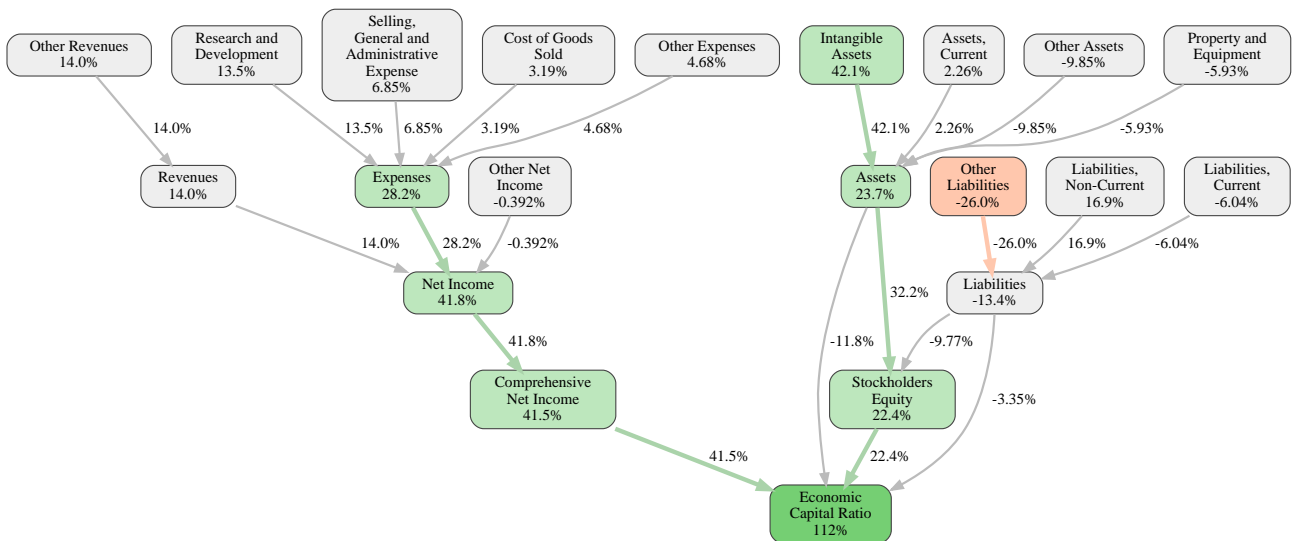 Other Revenues
14.0%
Research and
Development
13.5%
Selling,
General and
Administrative
Expense
6.85%
Cost of Goods
Sold
3.19%
Other Expenses
4.68%
Intangible
Assets
42.1%
Assets,
Current
2.26%
Other Assets
-9.85%
Property and
Equipment
-5.93%
14.0%
13.5%
6.85%
3.19%
4.68%
42.1%
2.26%
-9.85%
-5.93%
Revenues
14.0%
Expenses
28.2%
Other Net
Income
-0.392%
Assets
23.7%
Other
Liabilities
-26.0%
Liabilities,
Non-Current
16.9%
Liabilities,
Current
-6.04%
14.0%
28.2%
-0.392%
-26.0%
16.9%
-6.04%
Net Income
41.8%
32.2%
Liabilities
-13.4%
41.8%
-11.8%
-9.77%
Comprehensive
Net Income
41.5%
Stockholders
Equity
22.4%
-3.35%
41.5%
22.4%
Economic
Capital Ratio
112%